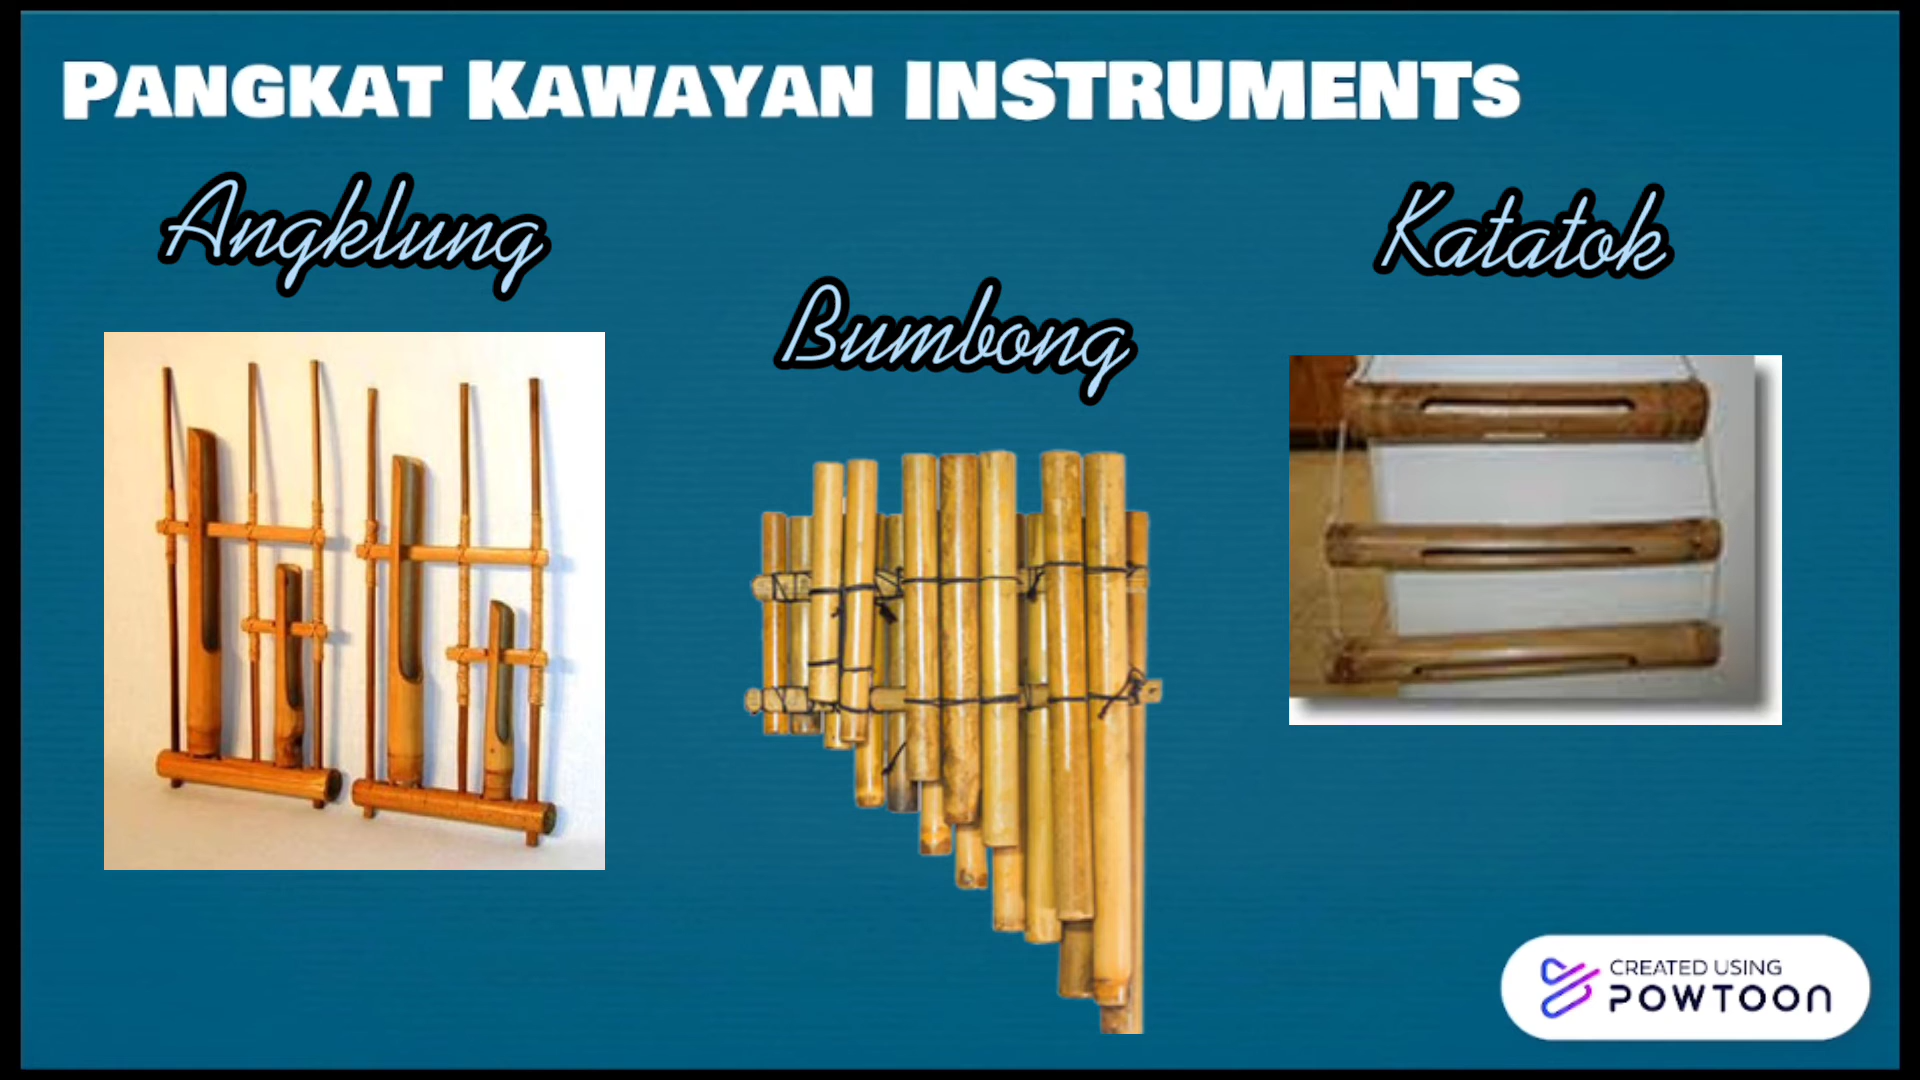 PANGKAT KAWAYAN INSTRUMENTS
Angklung
Bumbong
Katatok
CREATED USING
POWTOON